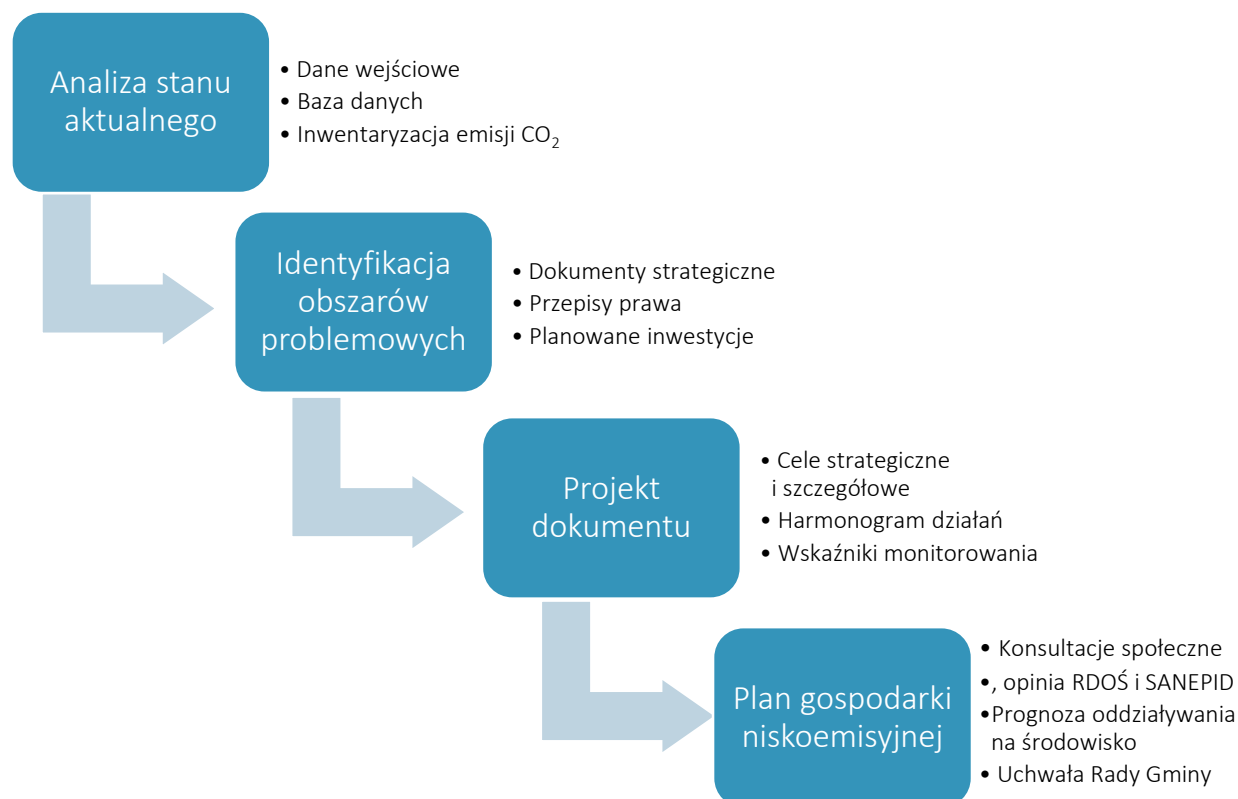 Analiza stanu
aktualnego
• Dane wejściowe
• Baza danych
• Inwentaryzacja emisji CO₂
Identyfikacja
obszarów
problemowych
• Dokumenty strategiczne
• Przepisy prawa
• Planowane inwestycje
Projekt
dokumentu
• Cele strategiczne
i szczegółowe
• Harmonogram działań
• Wskaźniki monitorowania
Plan gospodarki
niskoemisyjnej
• Konsultacje społeczne
•, opinia RDOŚ i SANEPID
•Prognoza oddziaływania
na środowisko
• Uchwała Rady Gminy